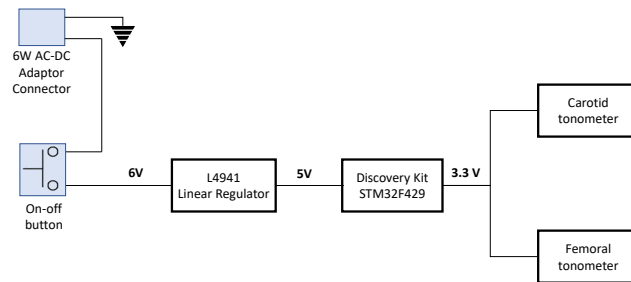 6W AC-DC
Adaptor
Connector
On-off
button
6V
L4941
Linear Regulator
5V
Discovery Kit
STM32F429
3.3 V
Carotid
tonometer
Femoral
tonometer